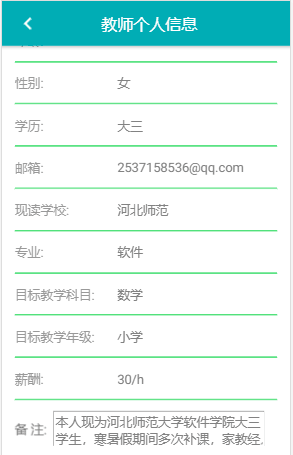 教师个人信息
性别: 女
学历: 大三
邮箱: 2537158536@qq.com
现读学校: 河北师范
专业: 软件
目标教学科目: 数学
目标教学年级: 小学
薪酬: 30/h
备注: 本人现为河北师范大学软件学院大三
学生，寒暑假期间多次补课，家教经